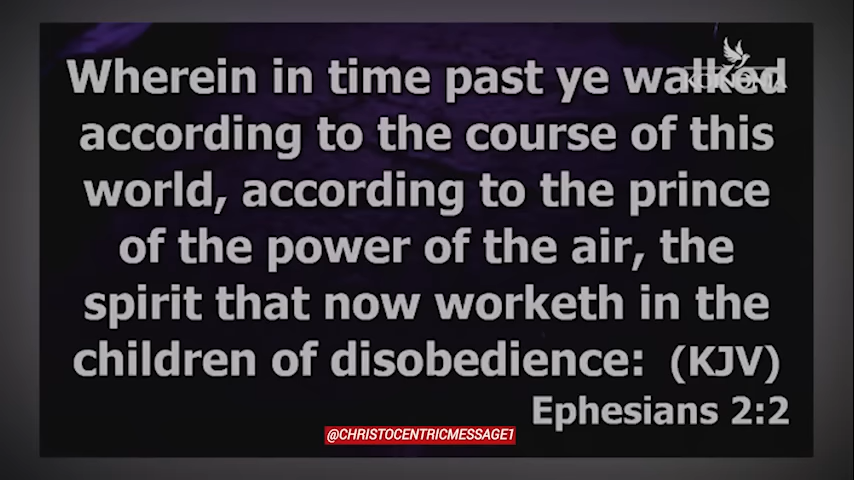 Wherein in time past ye walked
according to the course of this
world, according to the prince
of the power of the air, the
spirit that now worketh in the
children of disobedience: (KJV)
Ephesians 2:2
@CHRISTOCENTRICMESSAGE1